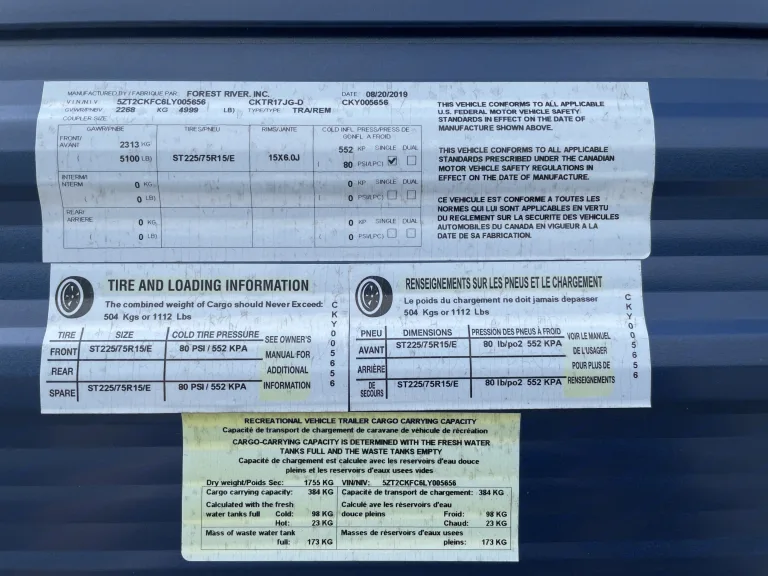 MANUFACTURED BY / FABRIQUE PAR: FOREST RIVER, INC. DATE: 08/20/2019
V.I.N./N.I.V. 5ZT2CKFC6LY005656 CKTR17JG-D CKY005656
GVWR/PNBV 2268 KG 4999 LB) TYPE/TYPE: TRA/REM
COUPLER SIZE
GAWR/PNBE TIRES/PNEU RIMS/JANTE COLD INFL. PRESS/PRESS DE GONFL. A FROID
FRONT/ AVANT 2313 KG 552 KP SINGLE DUAL
5100 LB) ST225/75R15/E 15X6.0J ( 80 PSI/LPC)
INTERM/ INTERM 0 KG ( 0 KP SINGLE DUAL
( 0 LB) ( 0 PSI/LPC)
REAR/ ARRIERE 0 KG 0 KP SINGLE DUAL
( 0 LB) ( 0 PSI/LPC)
THIS VEHICLE CONFORMS TO ALL APPLICABLE
U.S. FEDERAL MOTOR VEHICLE SAFETY
STANDARDS IN EFFECT ON THE DATE OF
MANUFACTURE SHOWN ABOVE.
THIS VEHICLE CONFORMS TO ALL APPLICABLE
STANDARDS PRESCRIBED UNDER THE CANADIAN
MOTOR VEHICLE SAFETY REGULATIONS IN
EFFECT ON THE DATE OF MANUFACTURE.
CE VEHICULE EST CONFORME A TOUTES LES
NORMES QUI LUI SONT APPLICABLES EN VERTU
DU REGLEMENT SUR LA SECURITE DES VEHICULES
AUTOMOBILES DU CANADA EN VIGUEUR A LA
DATE DE SA FABRICATION.
TIRE AND LOADING INFORMATION
The combined weight of Cargo should Never Exceed:
504 Kgs or 1112 Lbs
TIRE SIZE COLD TIRE PRESSURE
FRONT ST225/75R15/E 80 PSI / 552 KPA
REAR
SPARE ST225/75R15/E 80 PSI / 552 KPA
SEE OWNER'S
MANUAL FOR
ADDITIONAL
INFORMATION
CKY005656
RENSEIGNEMENTS SUR LES PNEUS ET LE CHARGEMENT
Le poids du chargement ne doit jamais depasser
504 Kgs or 1112 Lbs
PNEU DIMENSIONS PRESSION DES PNEUS À FROID
AVANT ST225/75R15/E 80 lb/po2 552 KPA
ARRIÈRE
DE SECOURS ST225/75R15/E 80 lb/po2 552 KPA
VOIR LE MANUEL
DE L'USAGER
POUR PLUS DE
RENSEIGNEMENTS
CKY005656
RECREATIONAL VEHICLE TRAILER CARGO CARRYING CAPACITY
Capacité de transport de chargement de caravane de véhicule de récréation
CARGO-CARRYING CAPACITY IS DETERMINED WITH THE FRESH WATER
TANKS FULL AND THE WASTE TANKS EMPTY
Capacité de chargement est calculee avec les reservoirs d'eau douce
pleins et les reservoirs d'eaux usees vides
Dry weight/Poids Sec: 1755 KG VIN/NIV: 5ZT2CKFC6LY005656
Cargo carrying capacity: 384 KG Capacité de transport de chargement: 384 KG
Calculated with the fresh Calculé ave les réservoirs d'eau
water tanks full Cold: 98 KG douce pleins Froid: 98 KG
Hot: 23 KG Chaud: 23 KG
Mass of waste water tank Masses de réservoirs d'eaux usees
full: 173 KG pleins: 173 KG